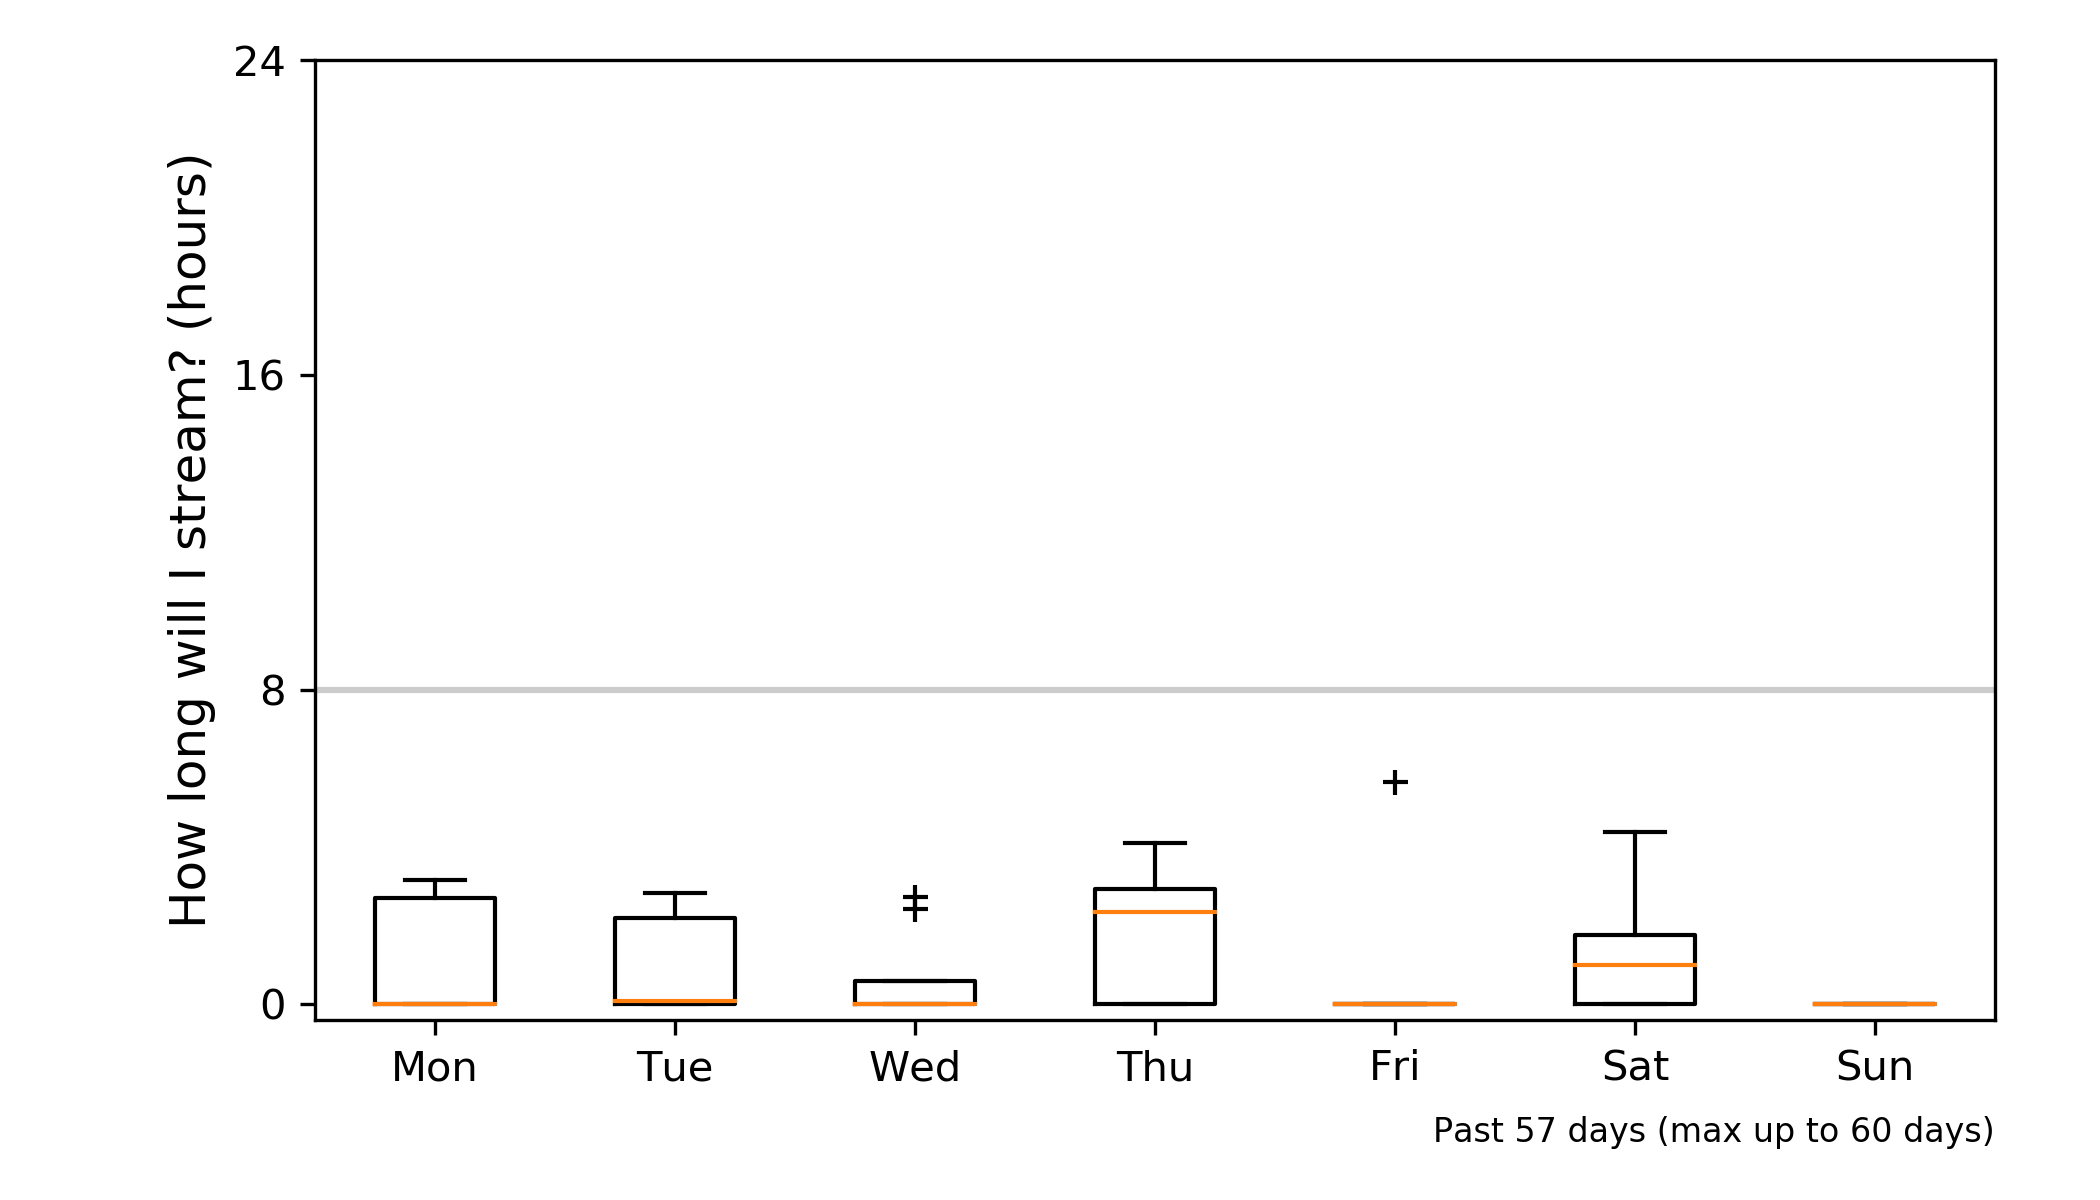 How long will I stream? (hours)
24
16
8
0
Mon Tue Wed Thu Fri Sat Sun
Past 57 days (max up to 60 days)